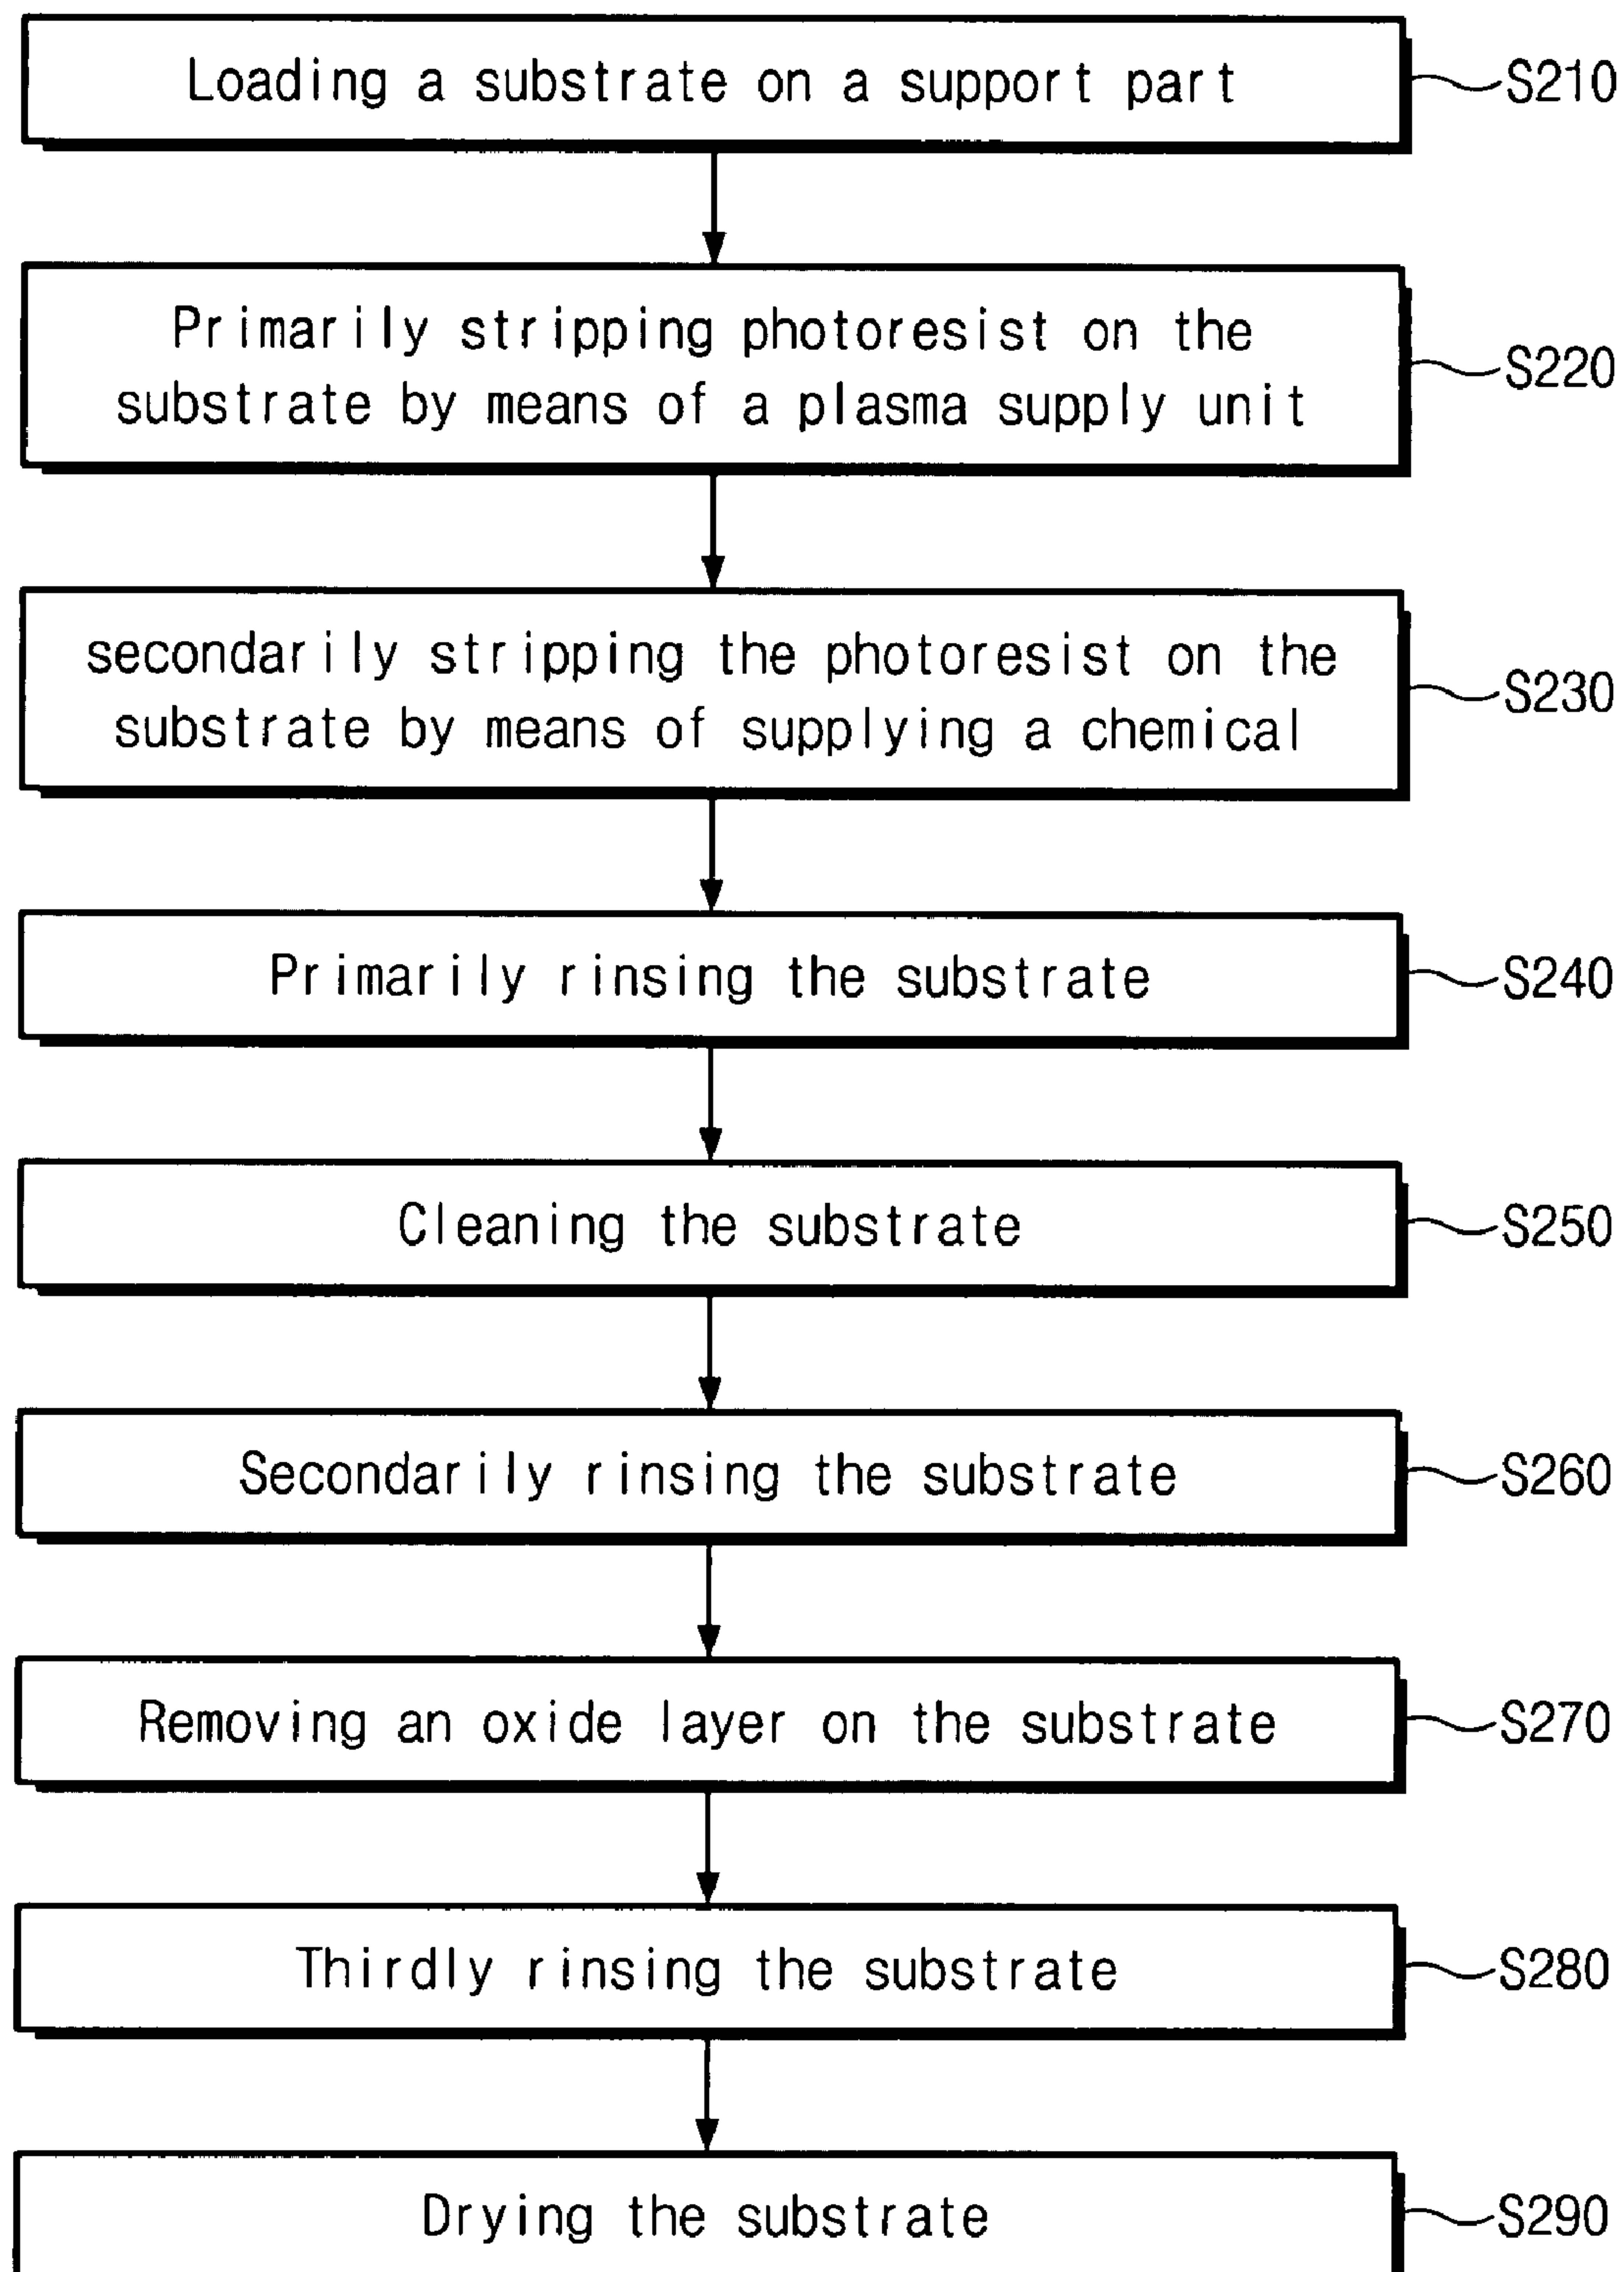 Loading a substrate on a support part
S210
Primarily stripping photoresist on the
substrate by means of a plasma supply unit
S220
secondarily stripping the photoresist on the
substrate by means of supplying a chemical
S230
Primarily rinsing the substrate
S240
Cleaning the substrate
S250
Secondarily rinsing the substrate
S260
Removing an oxide layer on the substrate
S270
Thirdly rinsing the substrate
S280
Drying the substrate
S290